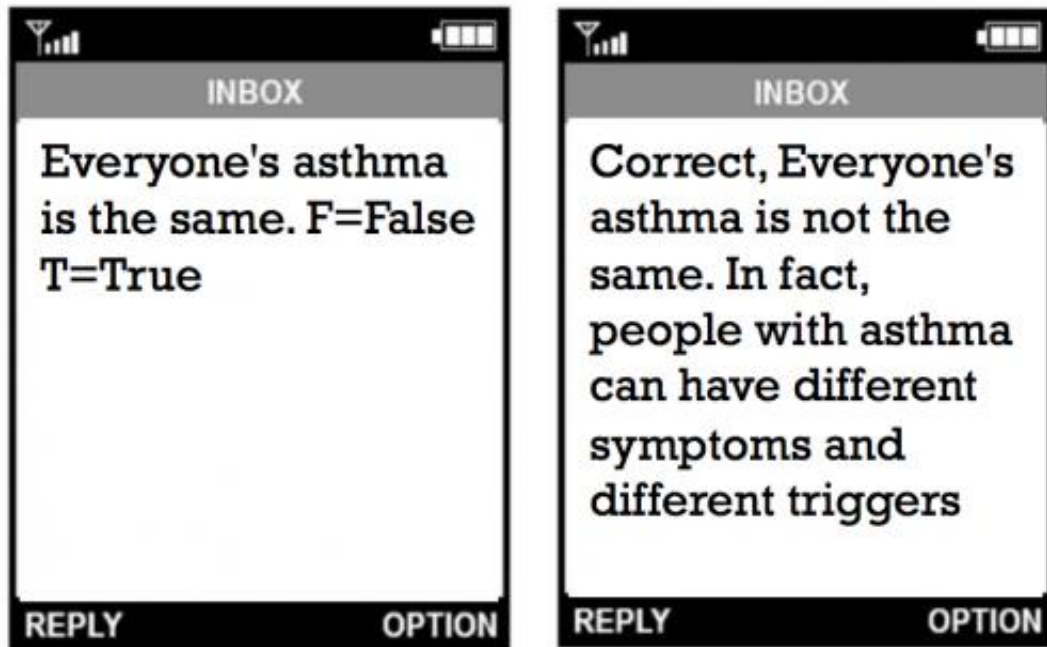 INBOX
Everyone's asthma
is the same. F=False
T=True
REPLY OPTION
INBOX
Correct, Everyone's
asthma is not the
same. In fact,
people with asthma
can have different
symptoms and
different triggers
REPLY OPTION